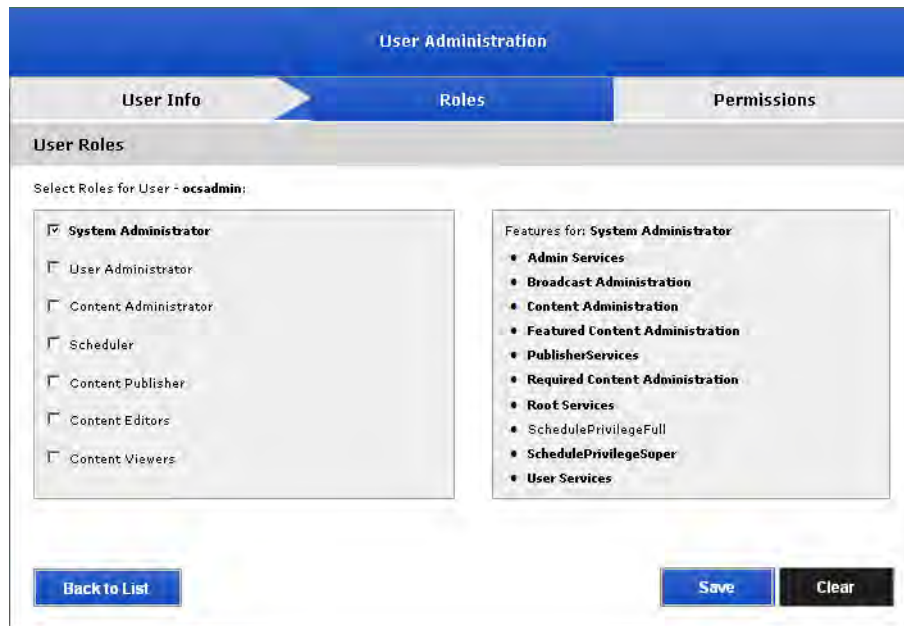 User Administration
User Info
Roles
Permissions
User Roles
Select Roles for User - ocsadmin:
System Administrator
User Administrator
Content Administrator
Scheduler
Content Publisher
Content Editors
Content Viewers
Features for: System Administrator
Admin Services
Broadcast Administration
Content Administration
Featured Content Administration
PublisherServices
Required Content Administration
Root Services
SchedulePrivilegeFull
SchedulePrivilegeSuper
User Services
Back to List
Save
Clear